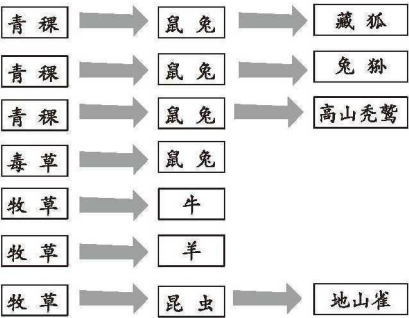 青稞 鼠兔 藏狐
青稞 鼠兔 兔狲
青稞 鼠兔 高山秃鹫
毒草 鼠兔
牧草 牛
牧草 羊
牧草 昆虫 地山雀